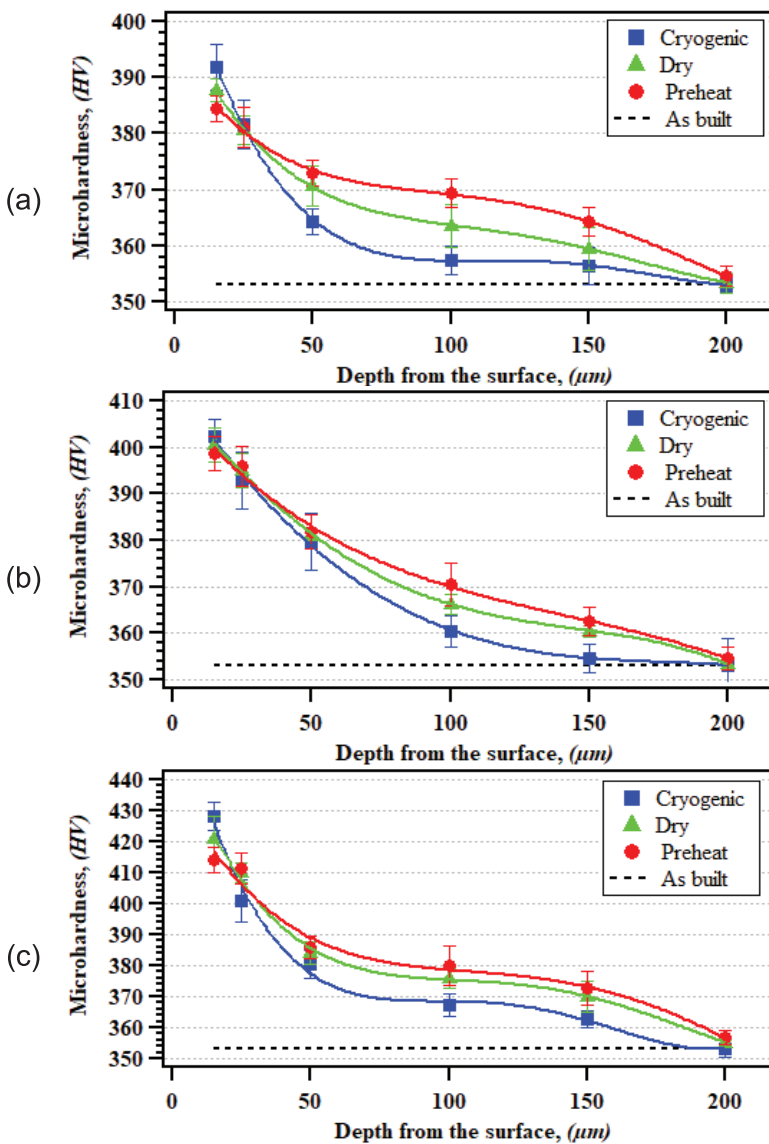 (a)
Microhardness, (HV)
400
390
380
370
360
350
Cryogenic
Dry
Preheat
As built
0 50 100 150 200
Depth from the surface, (μm)
(b)
Microhardness, (HV)
410
400
390
380
370
360
350
Cryogenic
Dry
Preheat
As built
0 50 100 150 200
Depth from the surface, (μm)
(c)
Microhardness, (HV)
440
430
420
410
400
390
380
370
360
350
Cryogenic
Dry
Preheat
As built
0 50 100 150 200
Depth from the surface, (μm)